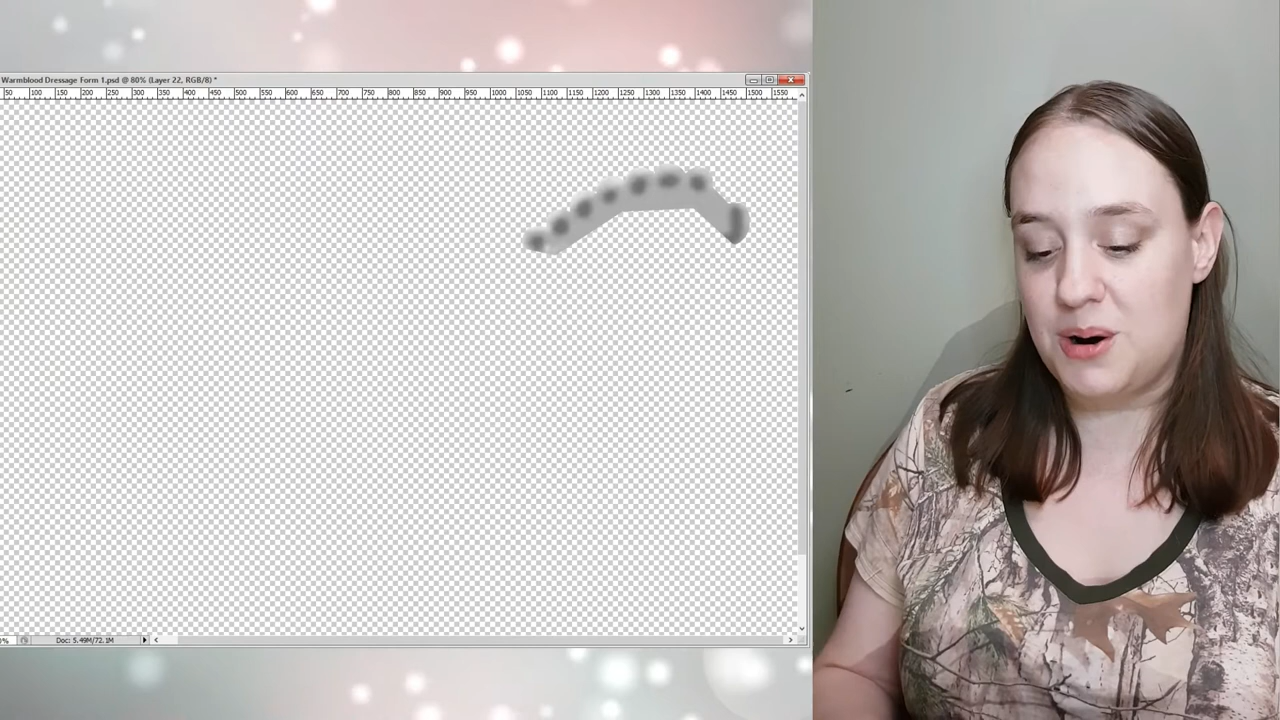 Warmblood Dressage Form 1.psd @ 80% (Layer 22, RGB/8) *
50 100 150 200 250 300 350 400 450 500 550 600 650 700 750 800 850 900 950 1000 1050 1100 1150 1200 1250 1300 1350 1400 1450 1500 1550
0% Doc: 5.49M/72.1M